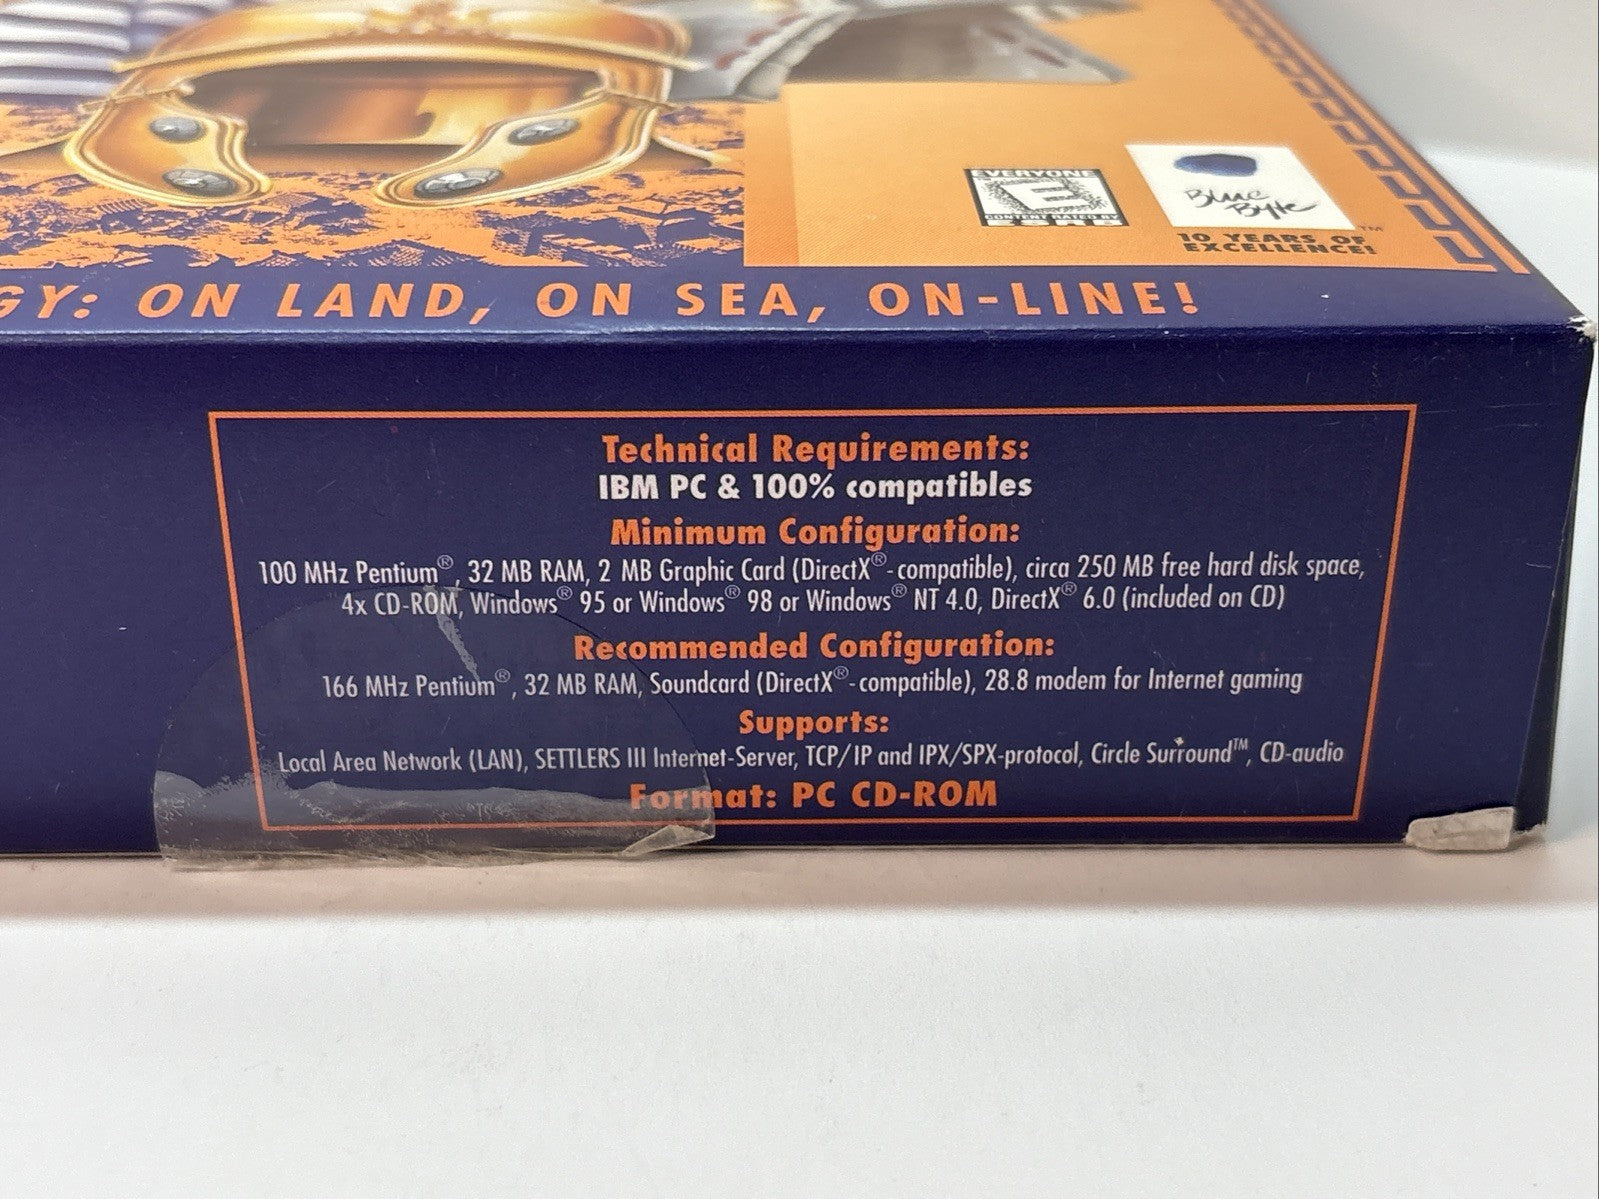 EVERYONE
E
CONTENT RATED BY
ESRB
Blue
Byte
™
10 YEARS OF
EXCELLENCE!
GY: ON LAND, ON SEA, ON-LINE!
Technical Requirements:
IBM PC & 100% compatibles
Minimum Configuration:
100 MHz Pentium®, 32 MB RAM, 2 MB Graphic Card (DirectX®-compatible), circa 250 MB free hard disk space,
4x CD-ROM, Windows® 95 or Windows® 98 or Windows® NT 4.0, DirectX® 6.0 (included on CD)
Recommended Configuration:
166 MHz Pentium®, 32 MB RAM, Soundcard (DirectX®-compatible), 28.8 modem for Internet gaming
Supports:
Local Area Network (LAN), SETTLERS III Internet-Server, TCP/IP and IPX/SPX-protocol, Circle Surround™, CD-audio
Format: PC CD-ROM